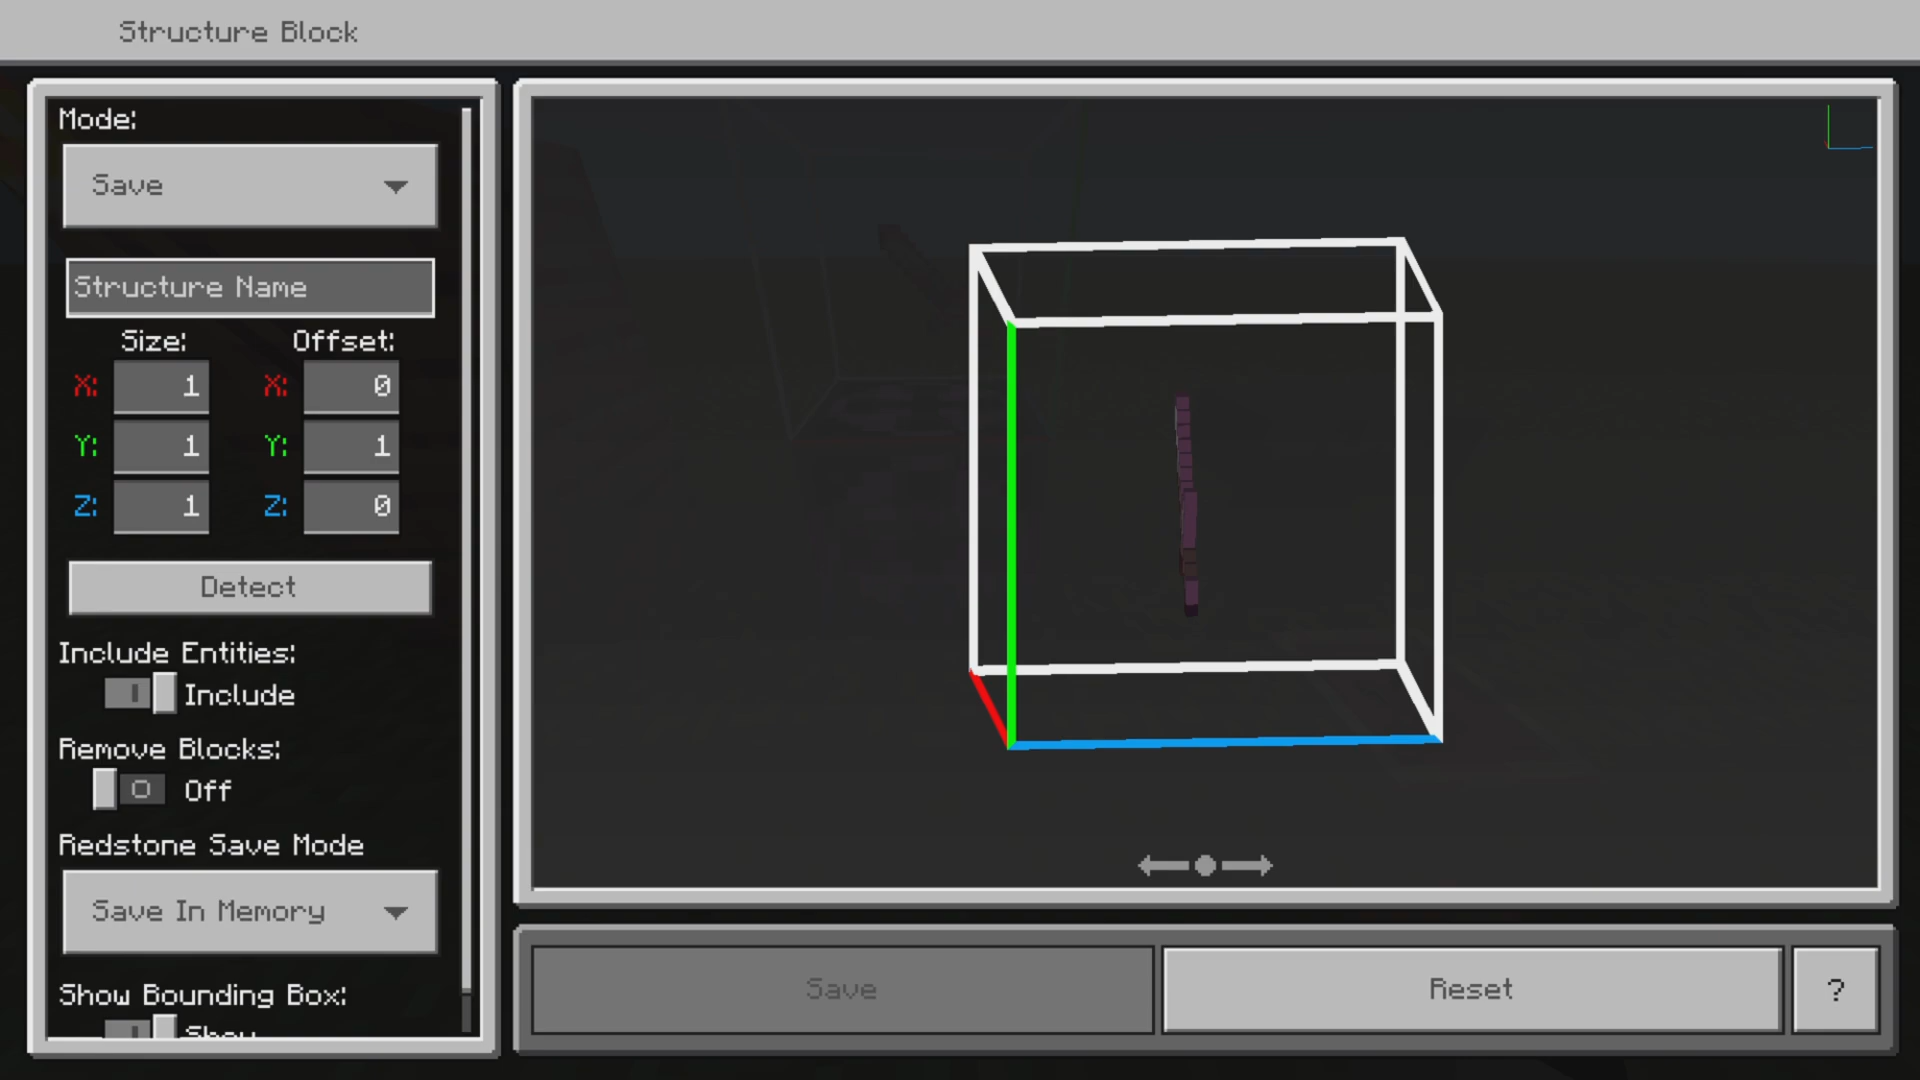 Structure Block
Mode:
Save
Structure Name
Size: Offset:
X: 1 X: 0
Y: 1 Y: 1
Z: 1 Z: 0
Detect
Include Entities:
Include
Remove Blocks:
Off
Redstone Save Mode
Save In Memory
Show Bounding Box:
Show
Save Reset ?